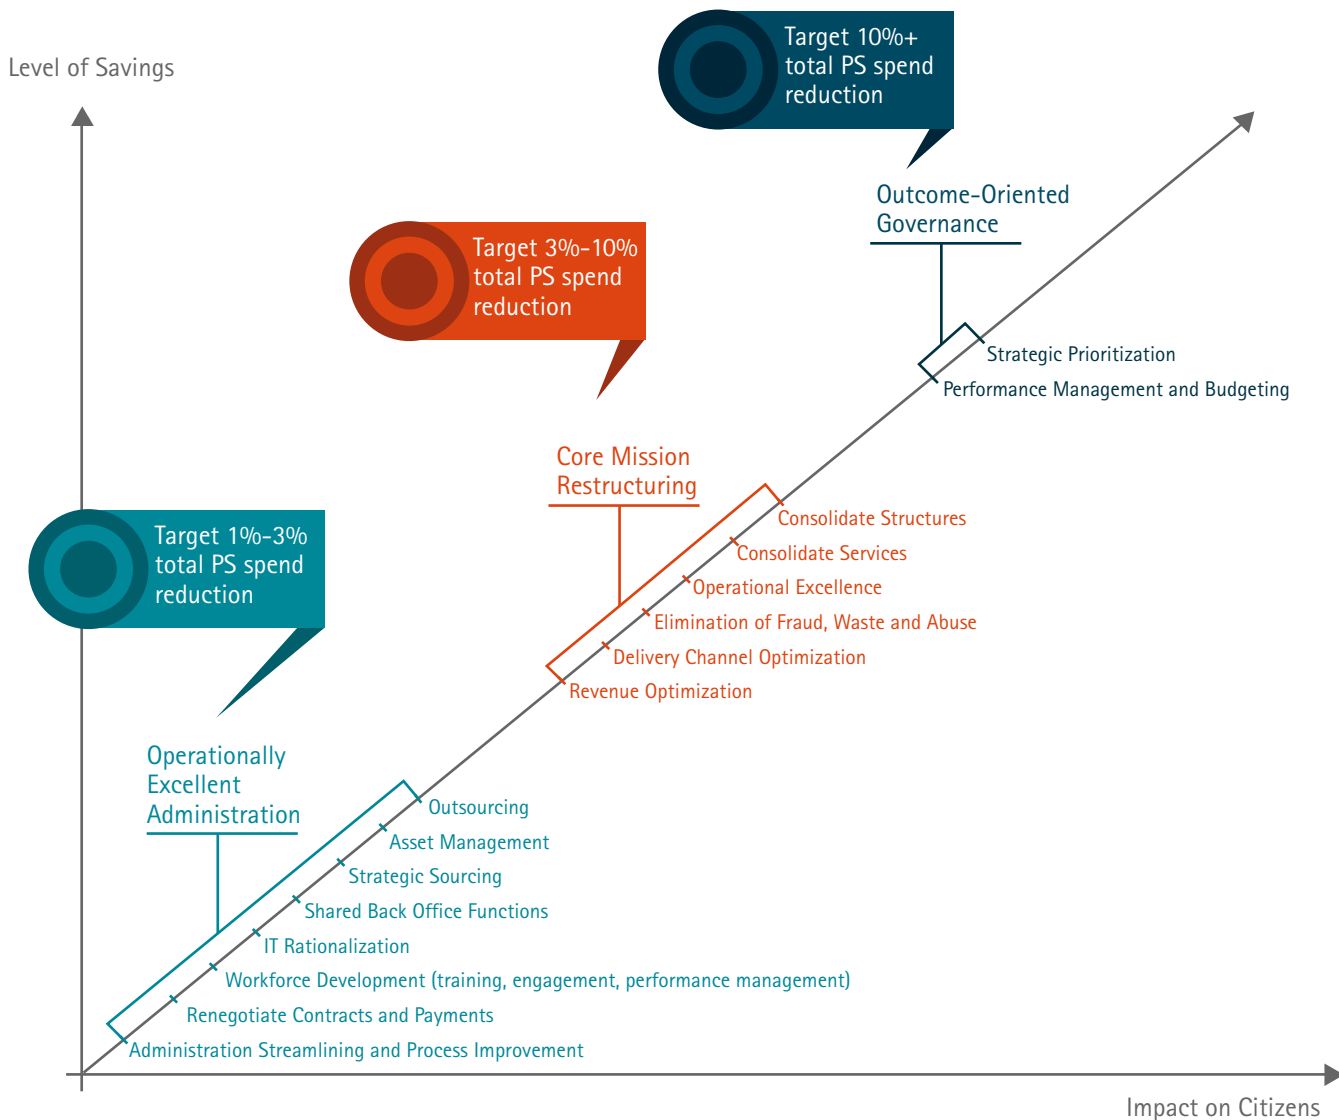 Level of Savings
Target 10%+
total PS spend
reduction
Outcome-Oriented
Governance
Target 3%-10%
total PS spend
reduction
Strategic Prioritization
Performance Management and Budgeting
Core Mission
Restructuring
Target 1%-3%
total PS spend
reduction
Consolidate Structures
Consolidate Services
Operational Excellence
Elimination of Fraud, Waste and Abuse
Delivery Channel Optimization
Revenue Optimization
Operationally
Excellent
Administration
Outsourcing
Asset Management
Strategic Sourcing
Shared Back Office Functions
IT Rationalization
Workforce Development (training, engagement, performance management)
Renegotiate Contracts and Payments
Administration Streamlining and Process Improvement
Impact on Citizens